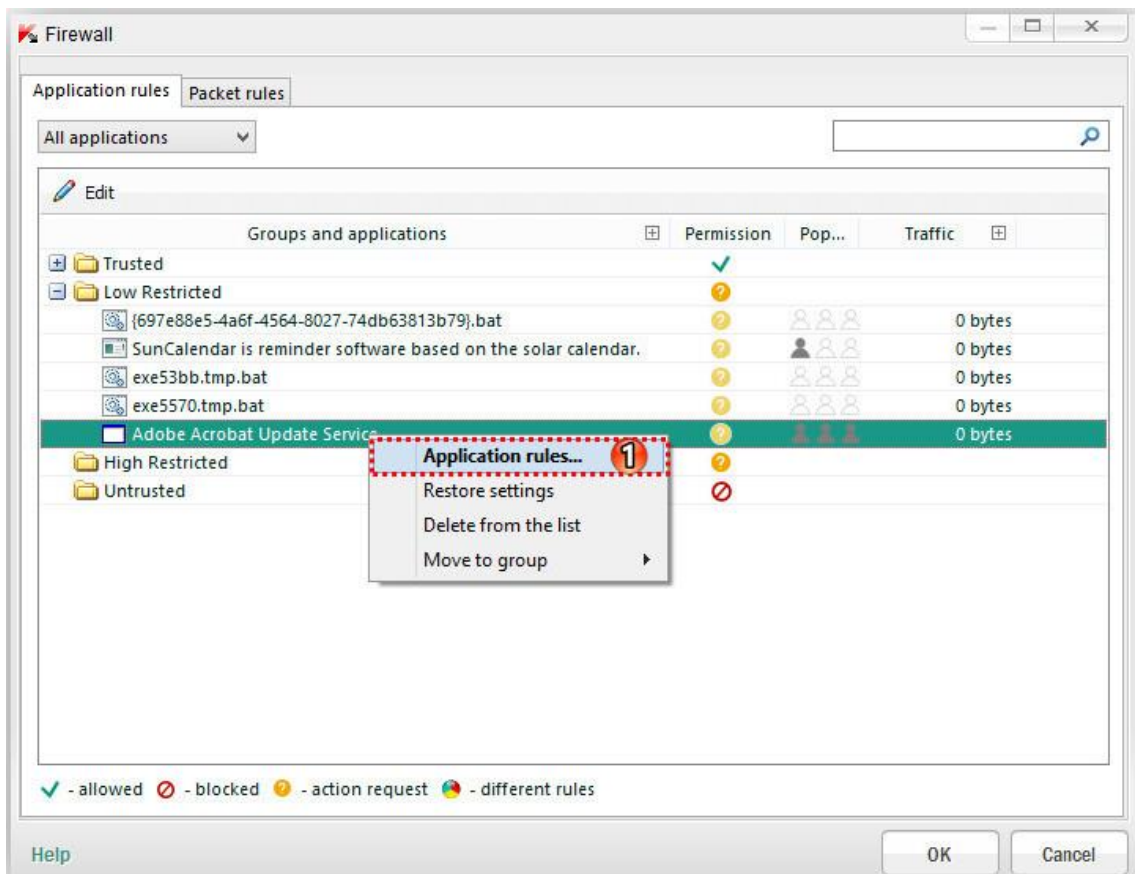 Firewall
Application rules Packet rules
All applications
Edit
Groups and applications Permission Pop... Traffic
Trusted
Low Restricted
{697e88e5-4a6f-4564-8027-74db63813b79}.bat 0 bytes
SunCalendar is reminder software based on the solar calendar. 0 bytes
exe53bb.tmp.bat 0 bytes
exe5570.tmp.bat 0 bytes
Adobe Acrobat Update Service 0 bytes
High Restricted
Untrusted
Application rules... 1
Restore settings
Delete from the list
Move to group
- allowed - blocked - action request - different rules
Help OK Cancel